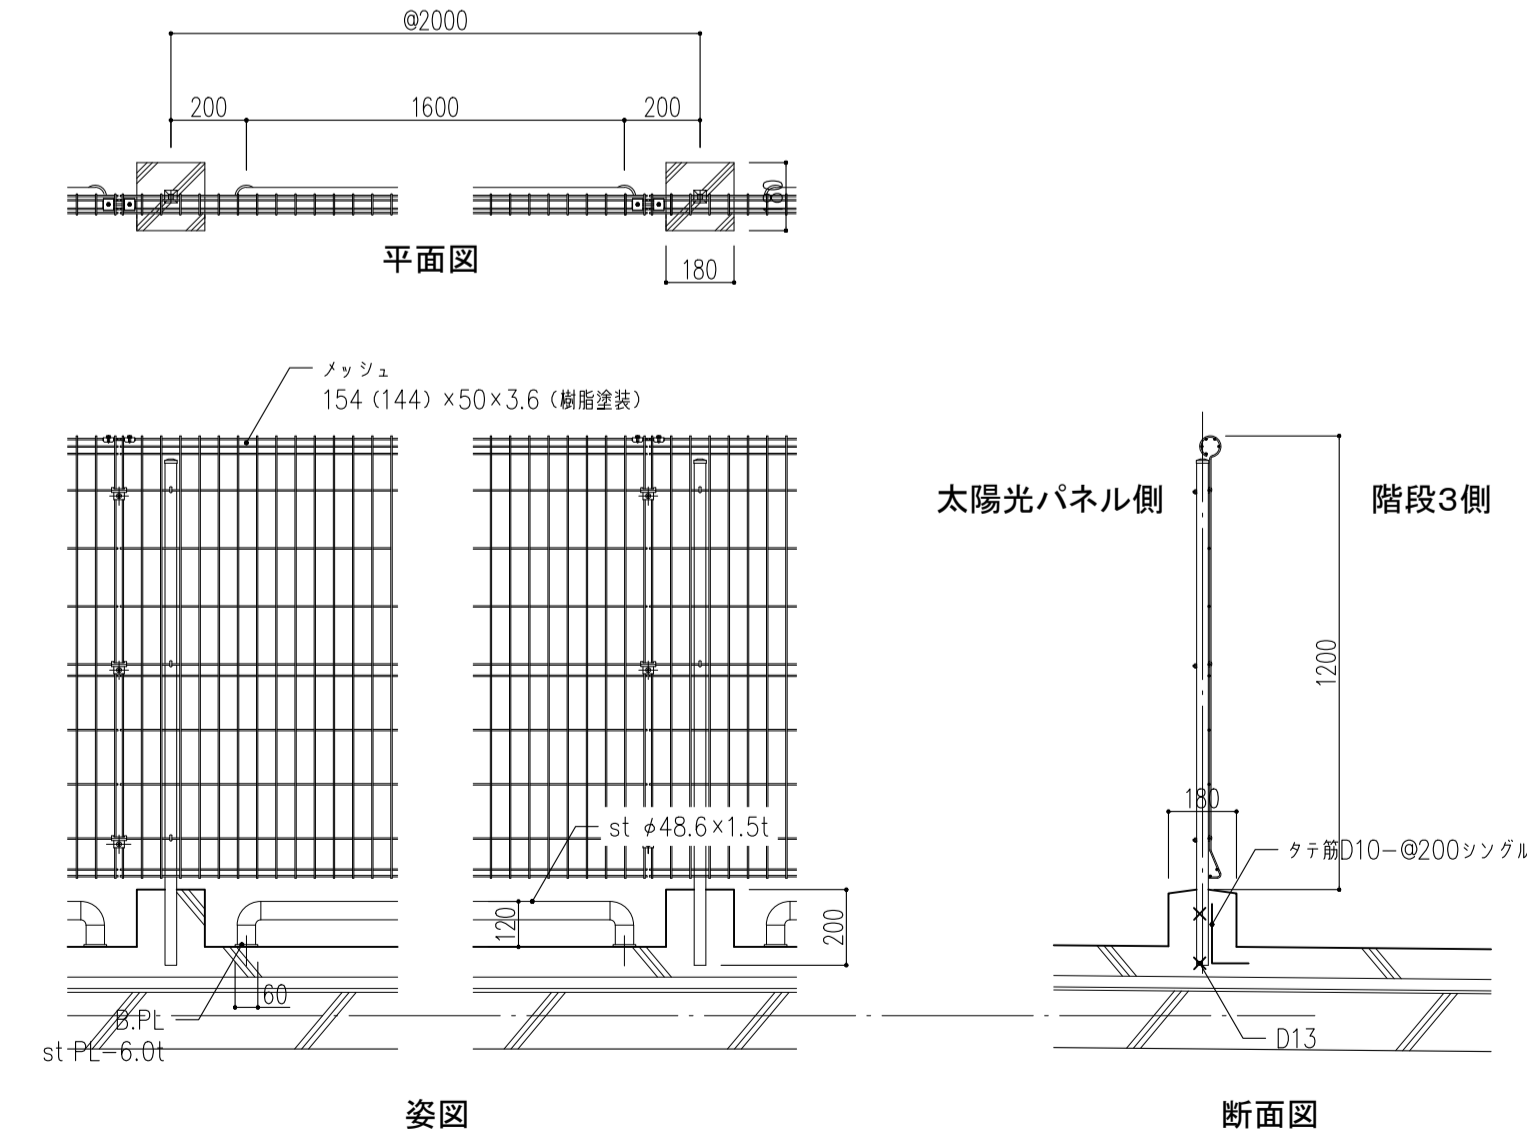 @2000
200
1600
200
180
180
平面図
メッシュ
154（144）×50×3.6（樹脂塗装）
太陽光パネル側
階段3側
1200
180
st φ48.6×1.5t
タテ筋D10-@200シングル
120
200
60
B.PL
st PL-6.0t
D13
姿図
断面図